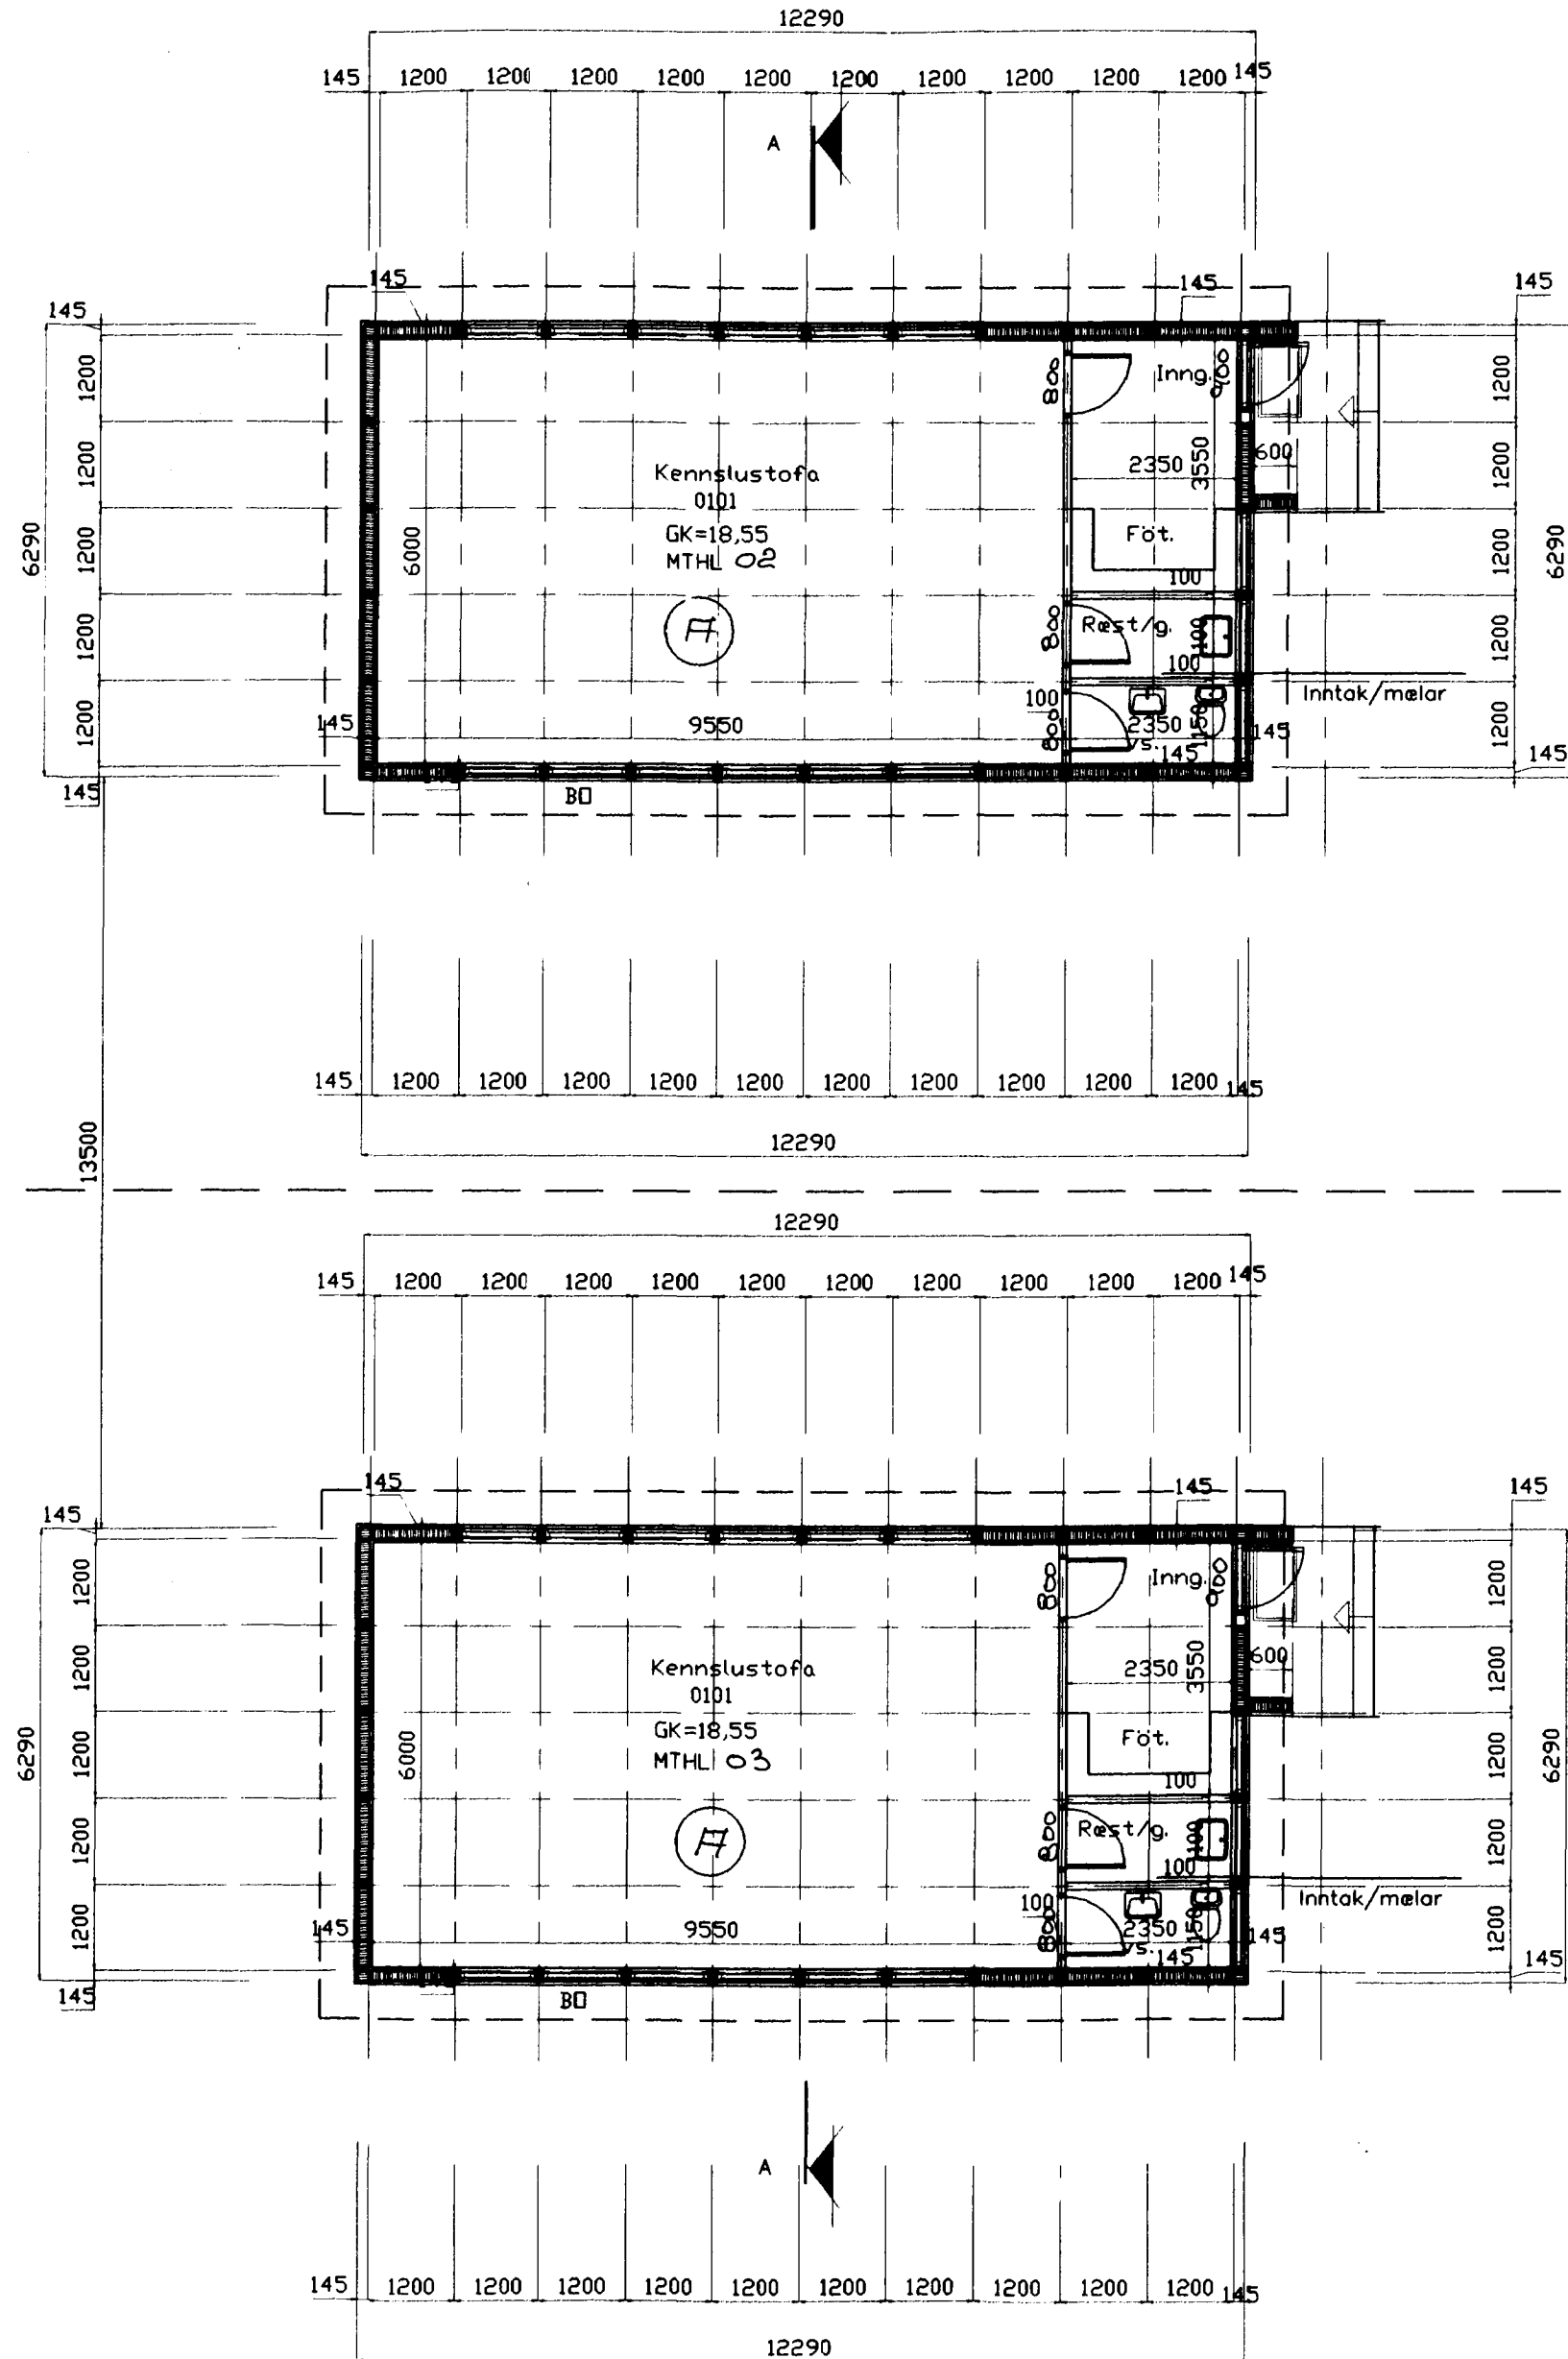 12290
145 1200 1200 1200 1200 1200 1200 1200 1200 1200 1200 145
A
145 145
145 145
1200 800 Inng. 900 1200
Kennslustofa 2350 3550 600
1200 0101 1200
6290 GK=18,55 Föt. 6290
1200 6000 MTHL 02 1200
100
A
1200 800 Ræst/g. 1100 1200
100
Inntak/mælar
100
1200 145 9550 800 2350 1150 145 1200
vs. 145
145 145
BO
145 1200 1200 1200 1200 1200 1200 1200 1200 1200 1200 145
12290
13500
12290
145 1200 1200 1200 1200 1200 1200 1200 1200 1200 1200 145
145 145
145 145
1200 800 Inng. 900 1200
Kennslustofa 2350 3550 600
1200 0101 1200
6290 GK=18,55 Föt. 6290
1200 6000 MTHL 03 1200
100
A
1200 800 Ræst/g. 1100 1200
100
Inntak/mælar
100
1200 145 9550 800 2350 1150 145 1200
vs. 145
145 145
BO
A
145 1200 1200 1200 1200 1200 1200 1200 1200 1200 1200 145
12290